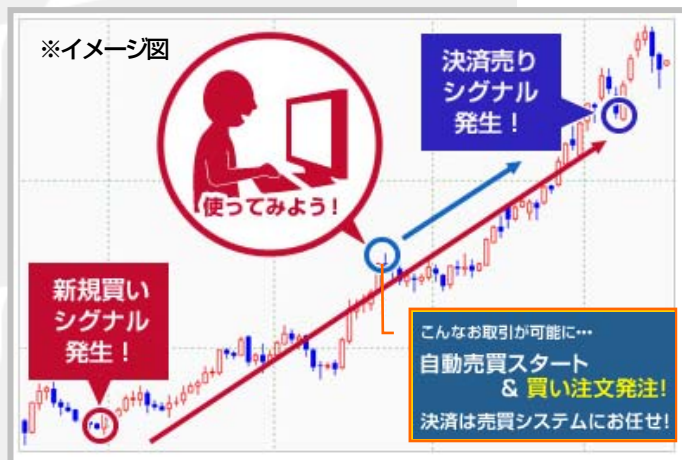 ※イメージ図
決済売り
シグナル
発生！
使ってみよう！
新規買い
シグナル
発生！
こんなお取引が可能に…
自動売買スタート
& 買い注文発注!
決済は売買システムにお任せ!